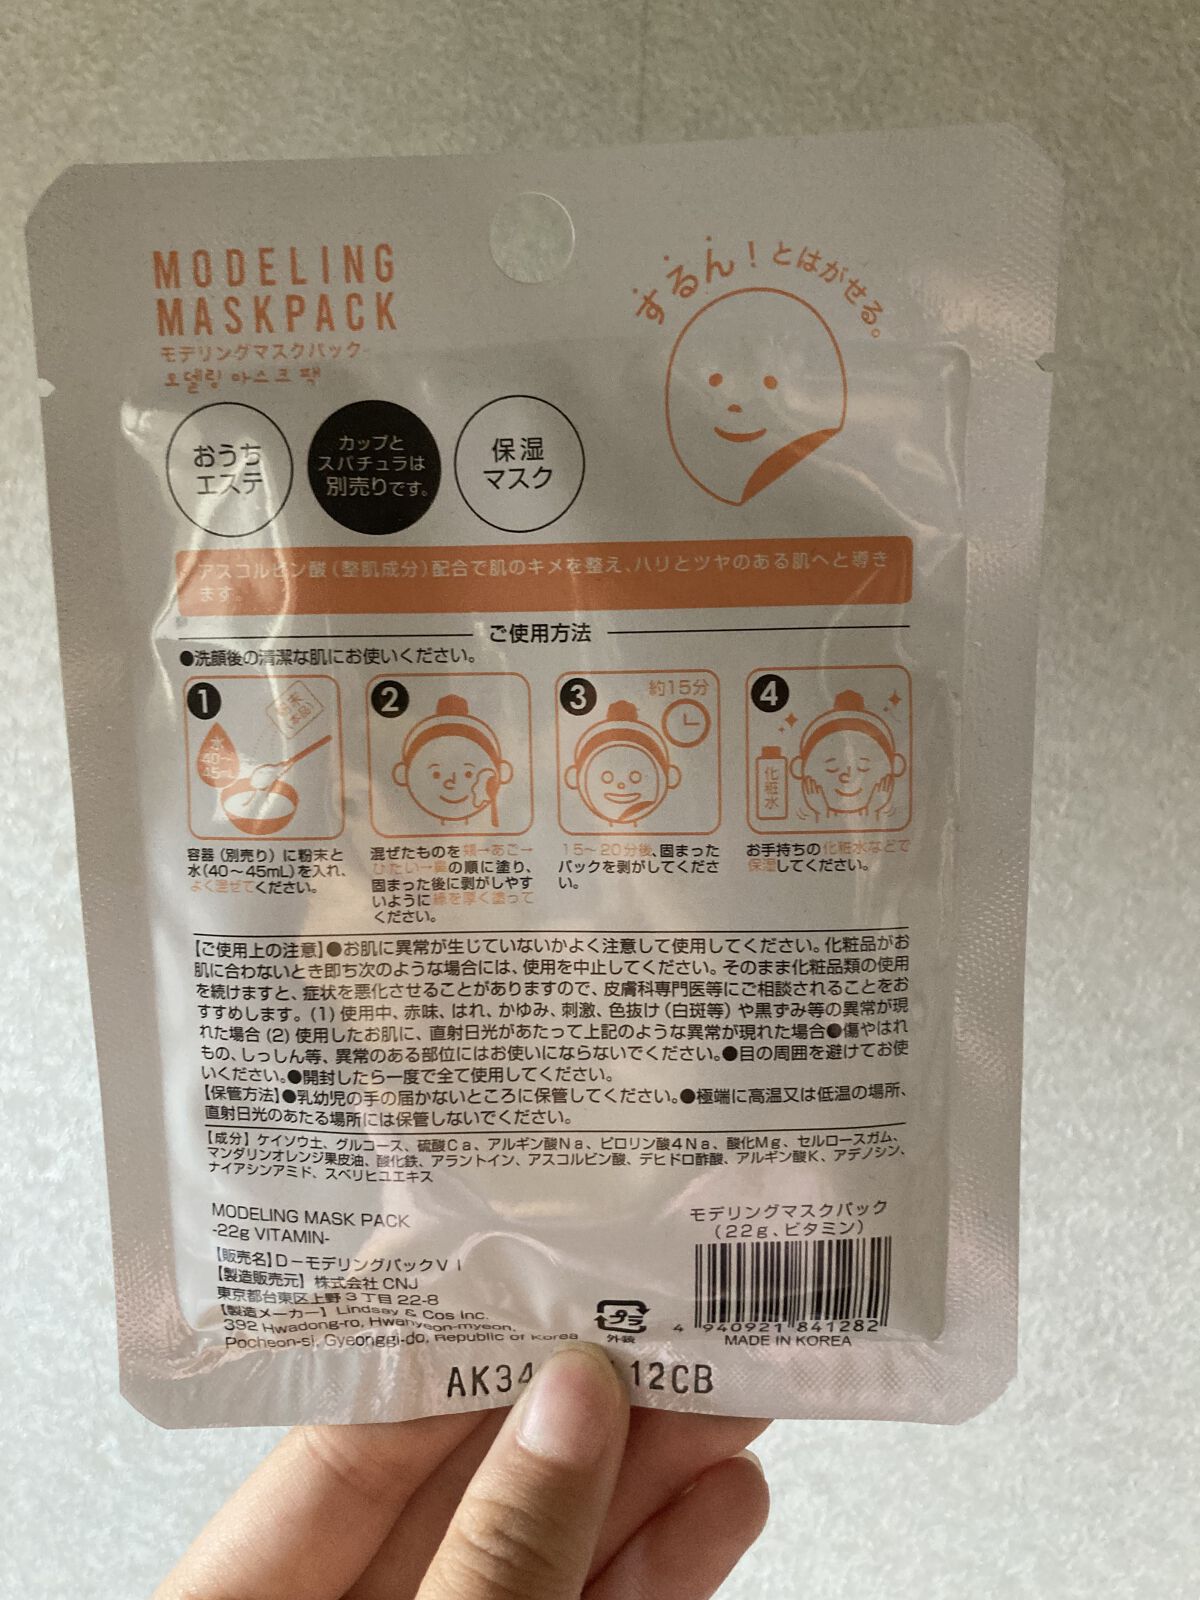 MODELING
MASKPACK
モデリングマスクパック
모델링 마스크 팩
するん！とはがせる。
おうち
エステ
カップと
スパチュラは
別売りです。
保湿
マスク
アスコルビン酸（整肌成分）配合で肌のキメを整え、ハリとツヤのある肌へと導き
ます。
ご使用方法
●洗顔後の清潔な肌にお使いください。
1
粉末
本品
水
40〜
45mL
容器（別売り）に粉末と
水（40〜45mL）を入れ、
よく混ぜてください。
2
混ぜたものを頬→あご→
ひたい→鼻の順に塗り、
固まった後に剥がしやす
いように縁を厚く塗って
ください。
3
約15分
15〜20分後、固まった
パックを剥がしてくださ
い。
4
化粧水
お手持ちの化粧水などで
保湿してください。
【ご使用上の注意】●お肌に異常が生じていないかよく注意して使用してください。化粧品がお
肌に合わないとき即ち次のような場合には、使用を中止してください。そのまま化粧品類の使用
を続けますと、症状を悪化させることがありますので、皮膚科専門医等にご相談されることをお
すすめします。(1) 使用中、赤味、はれ、かゆみ、刺激、色抜け（白斑等）や黒ずみ等の異常が現
れた場合 (2) 使用したお肌に、直射日光があたって上記のような異常が現れた場合●傷やはれ
もの、しっしん等、異常のある部位にはお使いにならないでください。●目の周囲を避けてお使
いください。●開封したら一度で全て使用してください。
【保管方法】●乳幼児の手の届かないところに保管してください。●極端に高温又は低温の場所、
直射日光のあたる場所には保管しないでください。
【成分】ケイソウ土、グルコース、硫酸Ca、アルギン酸Na、ピロリン酸4Na、酸化Mg、セルロースガム、
マンダリンオレンジ果皮油、酸化鉄、アラントイン、アスコルビン酸、デヒドロ酢酸、アルギン酸K、アデノシン、
ナイアシンアミド、スベリヒユエキス
MODELING MASK PACK
-22g VITAMIN-
【販売名】D－モデリングパックV I
【製造販売元】株式会社 CNJ
東京都台東区上野３丁目 22-8
【製造メーカー】Lindsay & Cos Inc.
392 Hwadong-ro, Hwahyeon-myeon,
Pocheon-si, Gyeonggi-do, Republic of Korea
モデリングマスクパック
（22g、ビタミン）
4 940921 841282
MADE IN KOREA
プラ
外装
AK34 12CB